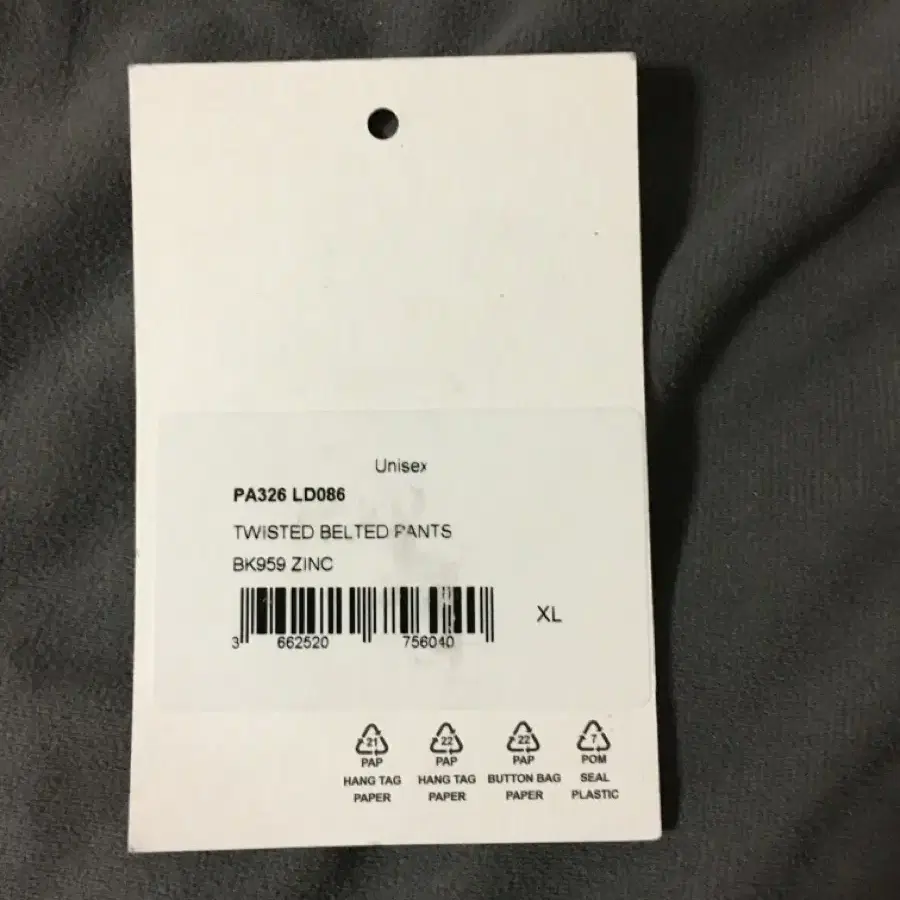 Unisex
PA326 LD086
TWISTED BELTED PANTS
BK959 ZINC
XL
3 662520 756040
21 22 22 7
PAP PAP PAP POM
HANG TAG HANG TAG BUTTON BAG SEAL
PAPER PAPER PAPER PLASTIC